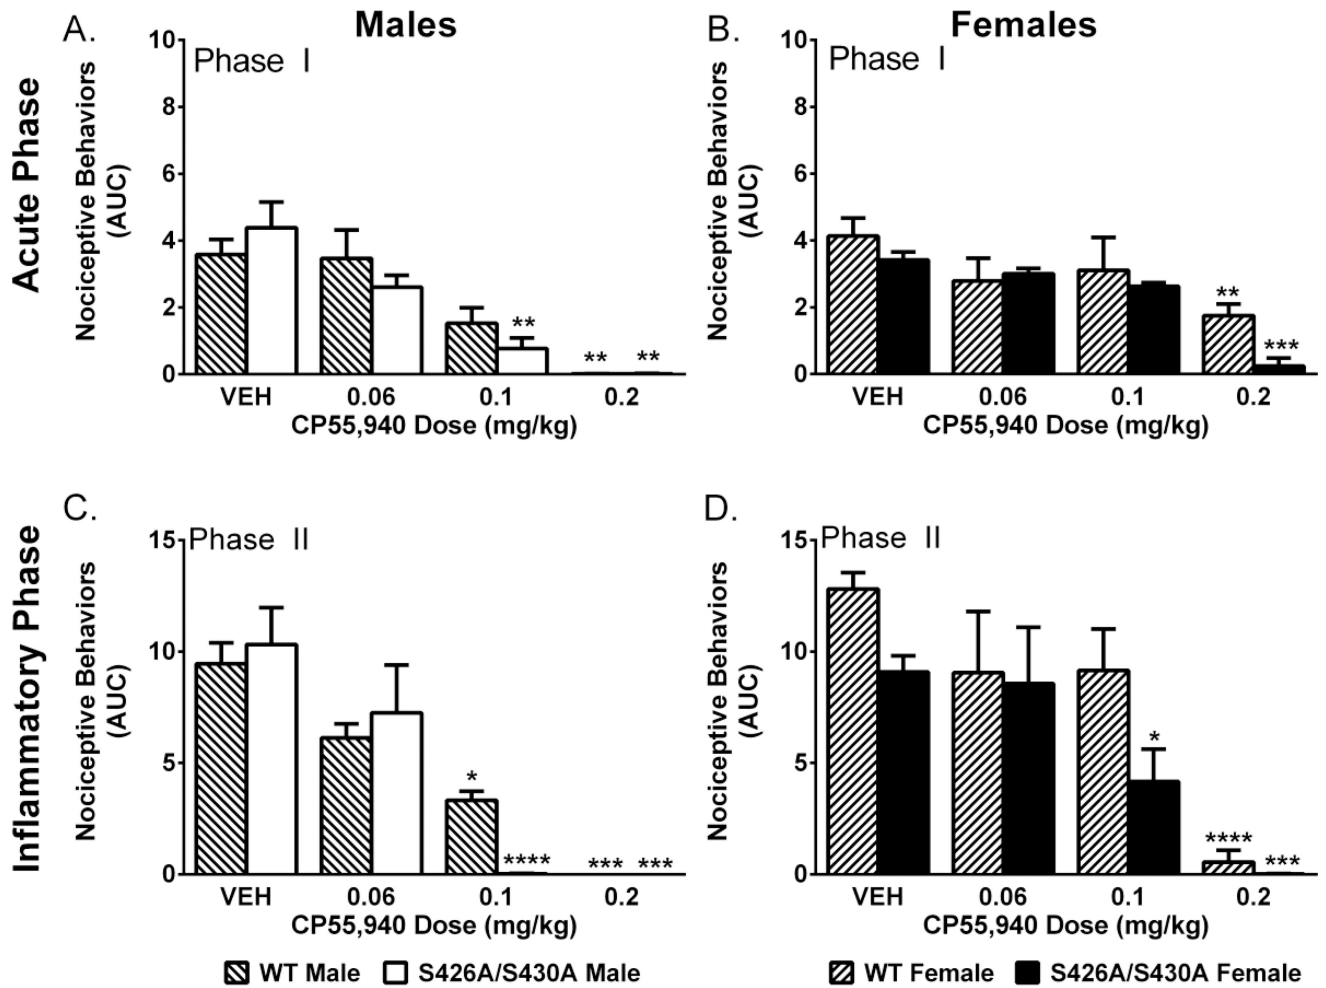 Males
Females
Acute Phase
A.
Phase I
Nociceptive Behaviors
(AUC)
10
8
6
4
2
0
**
** **
VEH 0.06 0.1 0.2
CP55,940 Dose (mg/kg)
B.
Phase I
Nociceptive Behaviors
(AUC)
10
8
6
4
2
0
**
***
VEH 0.06 0.1 0.2
CP55,940 Dose (mg/kg)
Inflammatory Phase
C.
Phase II
Nociceptive Behaviors
(AUC)
15
10
5
0
*
**** *** ***
VEH 0.06 0.1 0.2
CP55,940 Dose (mg/kg)
D.
Phase II
Nociceptive Behaviors
(AUC)
15
10
5
0
*
****
***
VEH 0.06 0.1 0.2
CP55,940 Dose (mg/kg)
WT Male S426A/S430A Male
WT Female S426A/S430A Female